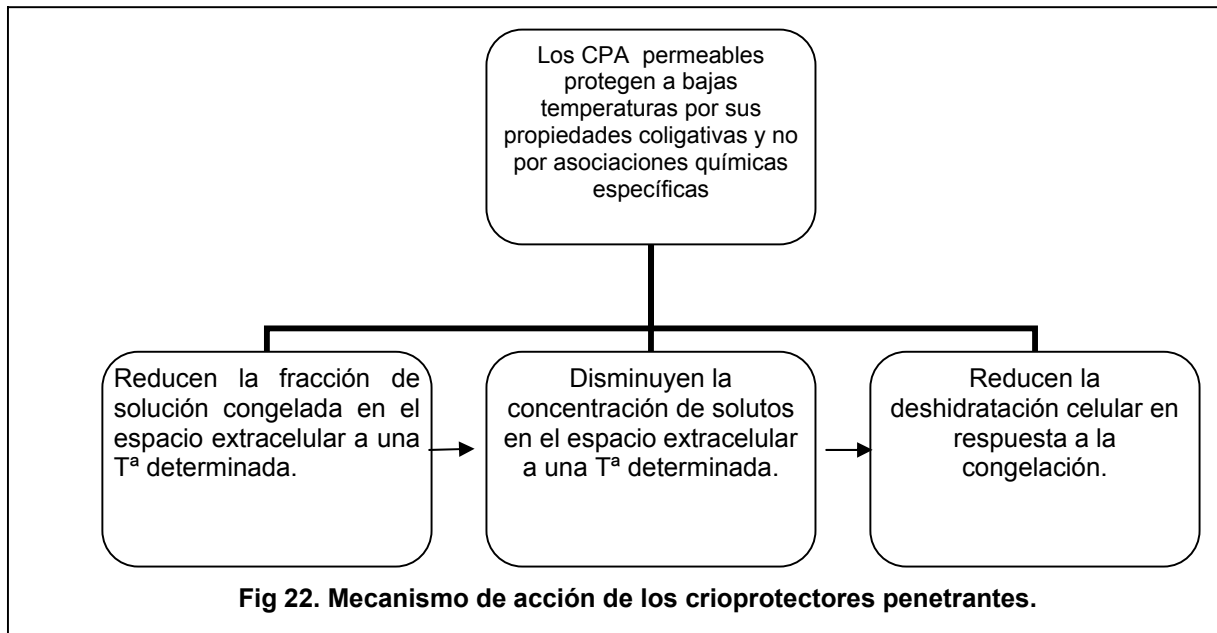 Los CPA permeables
protegen a bajas
temperaturas por sus
propiedades coligativas y no
por asociaciones químicas
específicas
Reducen la fracción de
solución congelada en el
espacio extracelular a una
Tª determinada.
Disminuyen la
concentración de solutos
en el espacio extracelular
a una Tª determinada.
Reducen la
deshidratación celular en
respuesta a la
congelación.
Fig 22. Mecanismo de acción de los crioprotectores penetrantes.